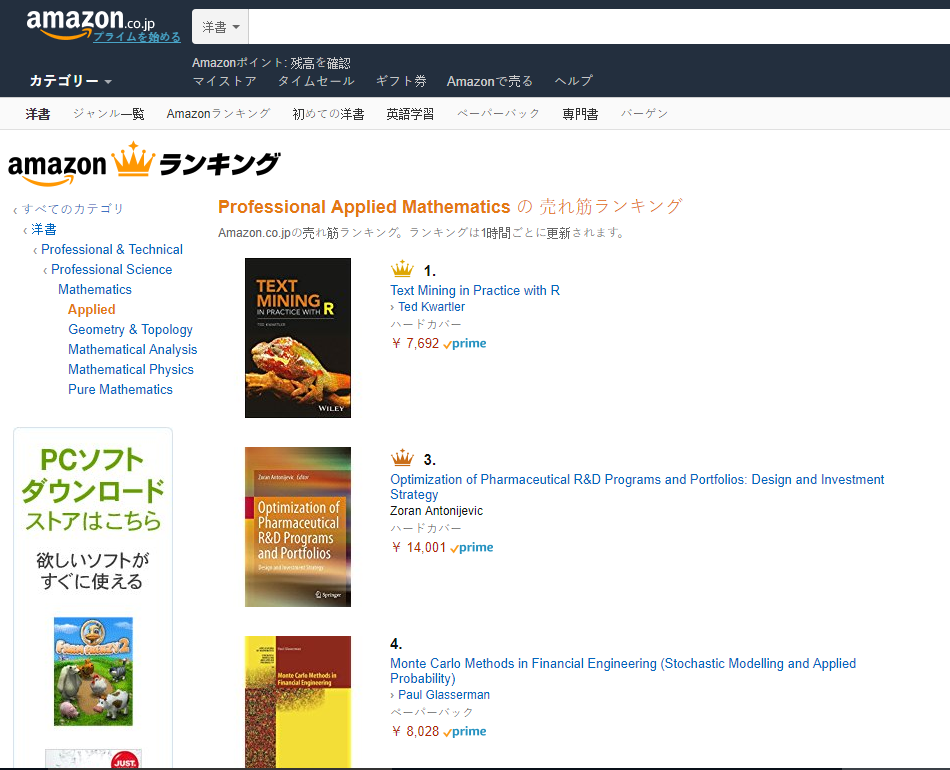 amazon.co.jp
プライムを始める
洋書
Amazonポイント: 残高を確認
カテゴリー
マイストア タイムセール ギフト券 Amazonで売る ヘルプ
洋書 ジャンル一覧 Amazonランキング 初めての洋書 英語学習 ペーパーバック 専門書 バーゲン
amazon ランキング
‹ すべてのカテゴリ
‹ 洋書
‹ Professional & Technical
‹ Professional Science
Mathematics
Applied
Geometry & Topology
Mathematical Analysis
Mathematical Physics
Pure Mathematics
PCソフト
ダウンロード
ストアはこちら
欲しいソフトが
すぐに使える
FARM FRENZY 2
JUST.
Professional Applied Mathematics の 売れ筋ランキング
Amazon.co.jpの売れ筋ランキング。ランキングは1時間ごとに更新されます。
TEXT
MINING
IN PRACTICE WITH R
TED KWARTLER
WILEY
1.
Text Mining in Practice with R
› Ted Kwartler
ハードカバー
¥ 7,692 prime
Zoran Antonijevic Editor
Optimization of
Pharmaceutical
R&D Programs
and Portfolios
Design and Investment Strategy
Springer
3.
Optimization of Pharmaceutical R&D Programs and Portfolios: Design and Investment
Strategy
Zoran Antonijevic
ハードカバー
¥ 14,001 prime
Paul Glasserman
Monte Carlo Methods in
Financial Engineering
4.
Monte Carlo Methods in Financial Engineering (Stochastic Modelling and Applied
Probability)
› Paul Glasserman
ペーパーバック
¥ 8,028 prime